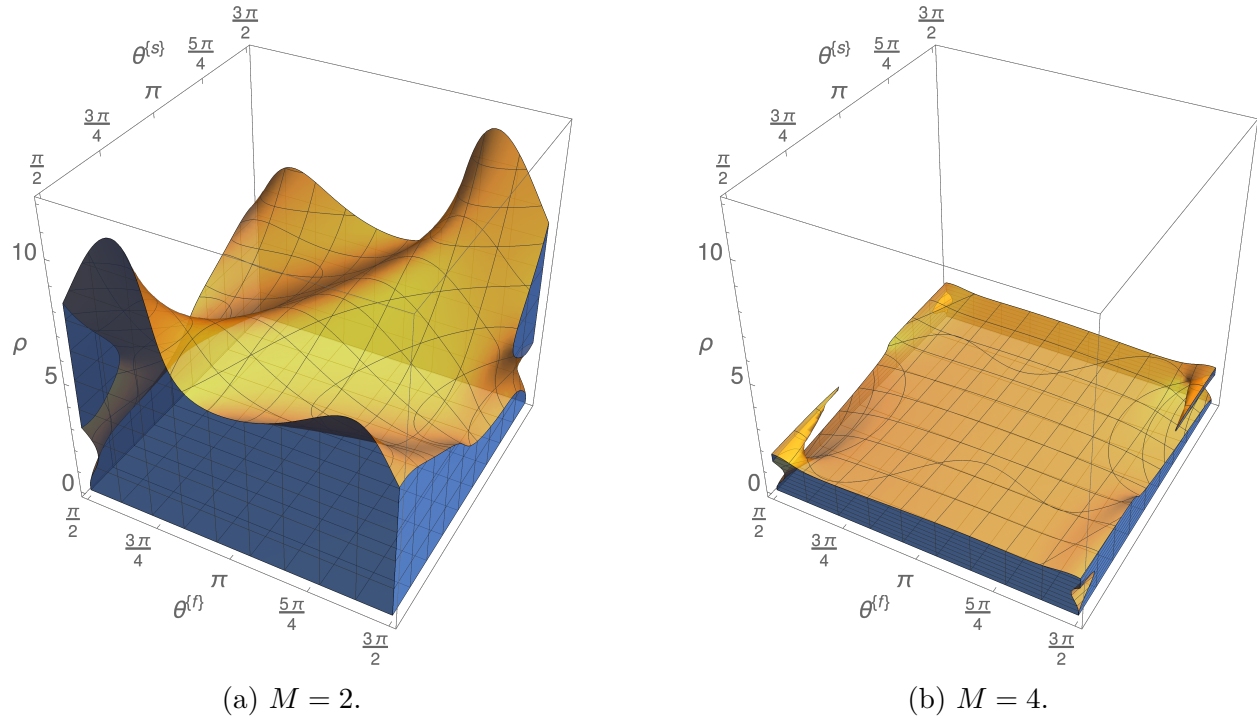 3π/2
5π/4
θ^{s}
π
3π/4
π/2
10
ρ
5
0
π/2
3π/4
π
θ^{f}
5π/4
3π/2
(a) M = 2.
3π/2
5π/4
θ^{s}
π
3π/4
π/2
10
ρ
5
0
π/2
3π/4
π
θ^{f}
5π/4
3π/2
(b) M = 4.